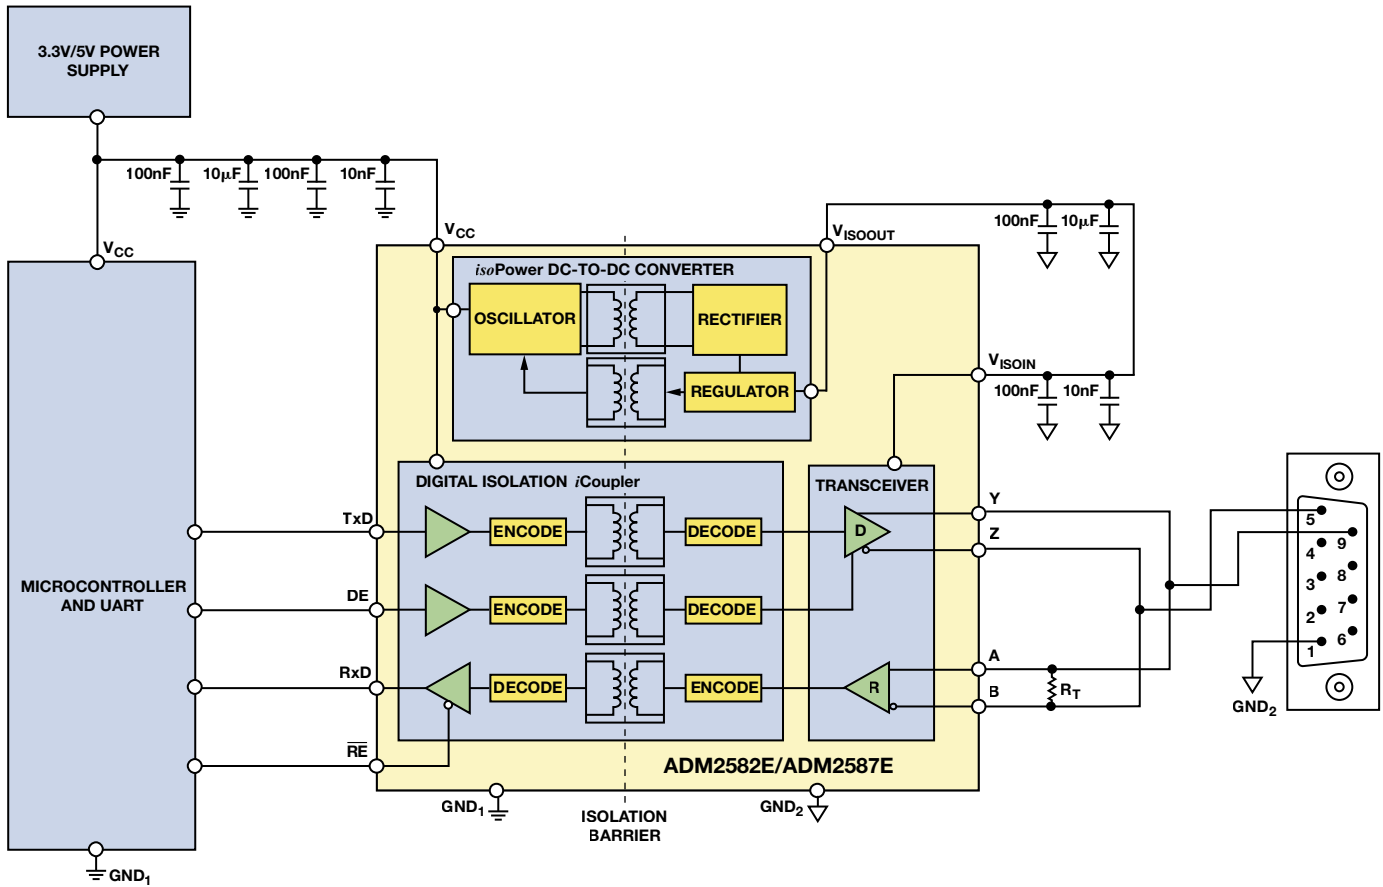 3.3V/5V POWER
SUPPLY
100nF
10µF
100nF
10nF
VCC
VCC
VISOOUT
100nF
10µF
isoPower DC-TO-DC CONVERTER
OSCILLATOR
RECTIFIER
REGULATOR
VISOIN
100nF
10nF
DIGITAL ISOLATION iCoupler
TRANSCEIVER
TxD
ENCODE
DECODE
D
Y
Z
MICROCONTROLLER
AND UART
DE
ENCODE
DECODE
RxD
DECODE
ENCODE
R
A
B
RT
RE
ADM2582E/ADM2587E
GND1
GND2
ISOLATION
BARRIER
GND1
5
9
4
8
3
7
2
6
1
GND2